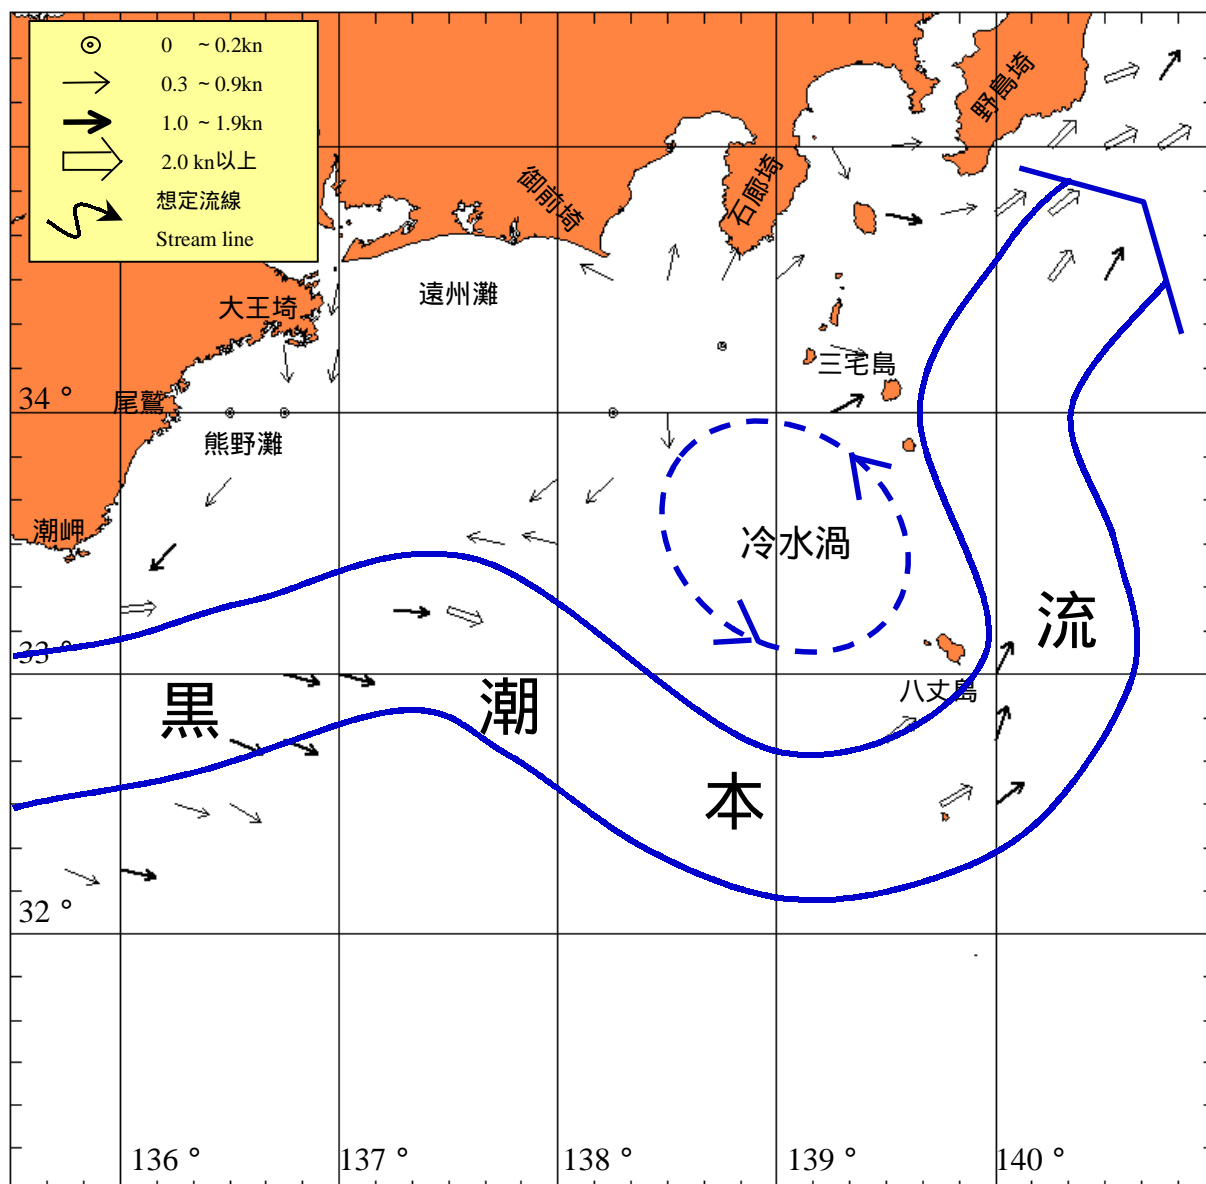 0 ~ 0.2kn
0.3 ~ 0.9kn
1.0 ~ 1.9kn
2.0 kn以上
想定流線
Stream line
野島埼
石廊埼
御前埼
大王埼
遠州灘
三宅島
34 °
尾鷲
熊野灘
潮岬
冷水渦
流
33 °
八丈島
黒
潮
本
32 °
136 °
137 °
138 °
139 °
140 °